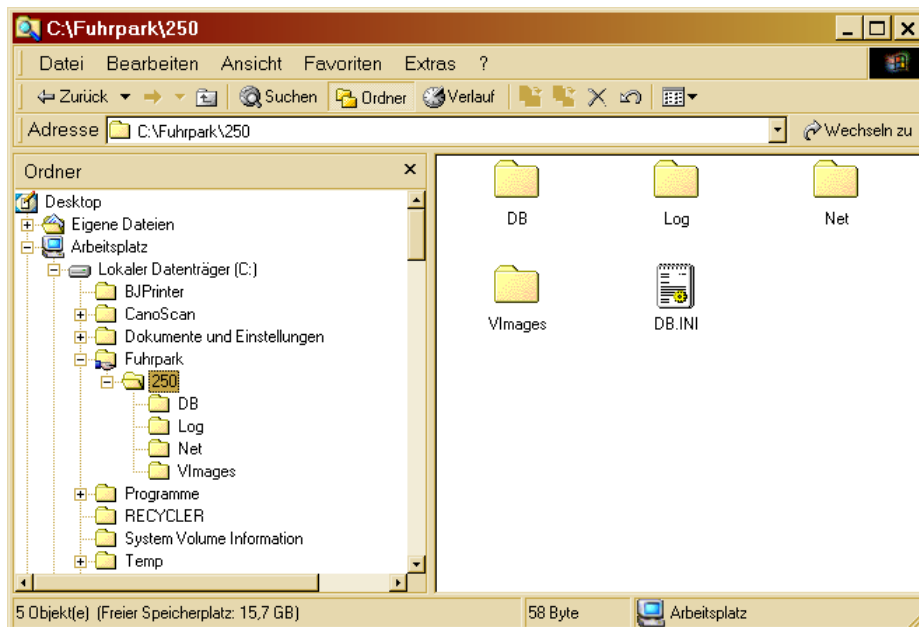 C:\Fuhrpark\250
Datei Bearbeiten Ansicht Favoriten Extras ?
Zurück Suchen Ordner Verlauf
Adresse C:\Fuhrpark\250 Wechseln zu
Ordner
Desktop
Eigene Dateien
Arbeitsplatz
Lokaler Datenträger (C:)
BJPrinter
CanoScan
Dokumente und Einstellungen
Fuhrpark
250
DB
Log
Net
VImages
Programme
RECYCLER
System Volume Information
Temp
DB Log Net
VImages DB.INI
5 Objekt(e) (Freier Speicherplatz: 15,7 GB) 58 Byte Arbeitsplatz